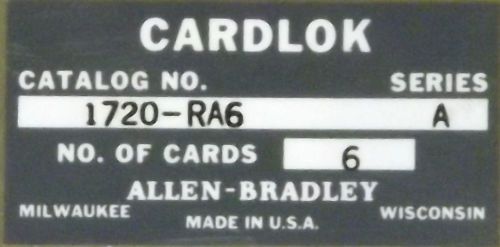 CARDLOK
CATALOG NO. SERIES
1720-RA6 A
NO. OF CARDS 6
ALLEN-BRADLEY
MILWAUKEE MADE IN U.S.A. WISCONSIN